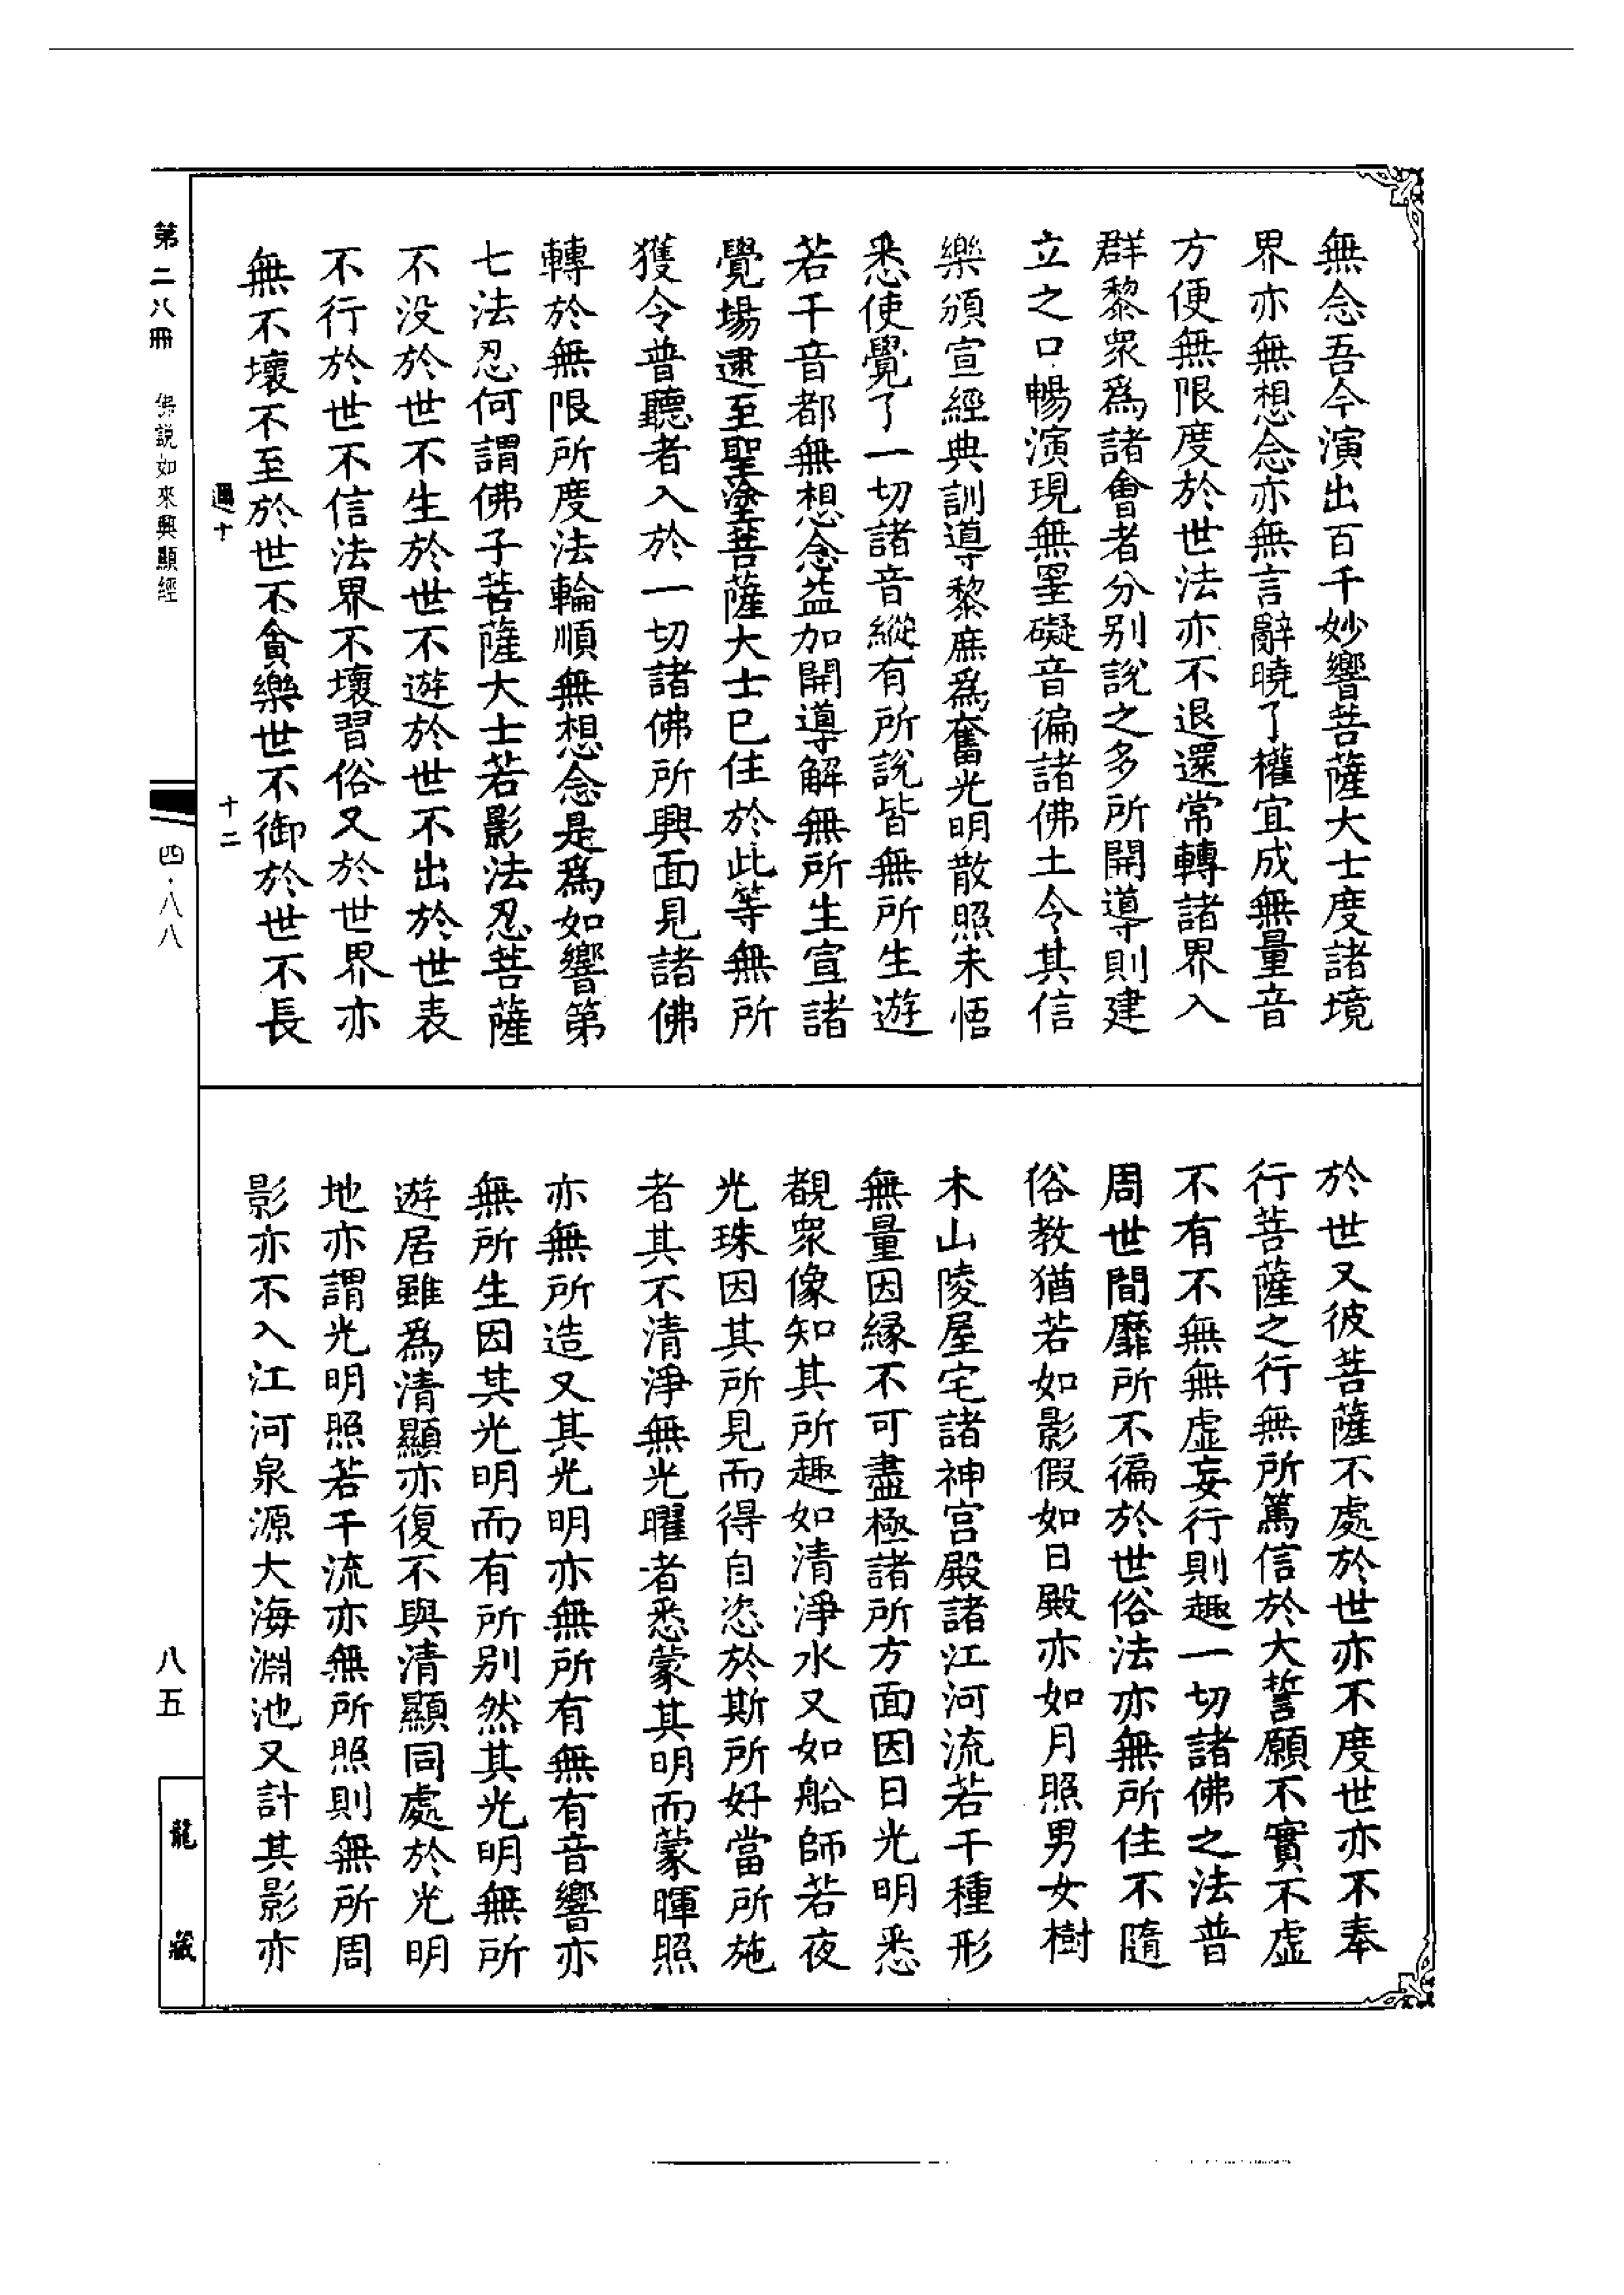 無念吾今演出百千妙響菩薩大士度諸境
界亦無想念亦無言辭曉了權宜成無量音
方便無限度於世法亦不退還常轉諸界入
群黎眾爲諸會者分別說之多所開導則建
立之口暢演現無罣礙音徧諸佛土令其信
樂頒宣經典訓導黎庶爲奮光明散照未悟
悉使覺了一切諸音縱有所說皆無所生遊
若干音都無想念益加開導解無所生宣諸
覺場逮至聖塗菩薩大士已住於此等無所
獲令普聽者入於一切諸佛所興面見諸佛
轉於無限所度法輪順無想念是爲如響第
七法忍何謂佛子菩薩大士若影法忍菩薩
不没於世不生於世不遊於世不出於世表
不行於世不信法界不壞習俗又於世界亦
無不壞不至於世不貪樂世不御於世不長
於世又彼菩薩不處於世亦不度世亦不奉
行菩薩之行無所篤信於大誓願不實不虛
不有不無無虛妄行則趣一切諸佛之法普
周世間靡所不徧於世俗法亦無所住不隨
俗教猶若如影假如日殿亦如月照男女樹
木山陵屋宅諸神宮殿諸江河流若干種形
無量因緣不可盡極諸所方面因日光明悉
覩眾像知其所趣如清淨水又如船師若夜
光珠因其所見而得自恣於斯所好當所施
者其不清淨無光曜者悉蒙其明而蒙暉照
亦無所造又其光明亦無所有無有音響亦
無所生因其光明而有所別然其光明無所
遊居雖爲清顯亦復不與清顯同處於光明
地亦謂光明照若干流亦無所照則無所周
影亦不入江河泉源大海淵池又計其影亦
十二
第二八冊
佛說如來興顯經
四·八八
八五
龍藏